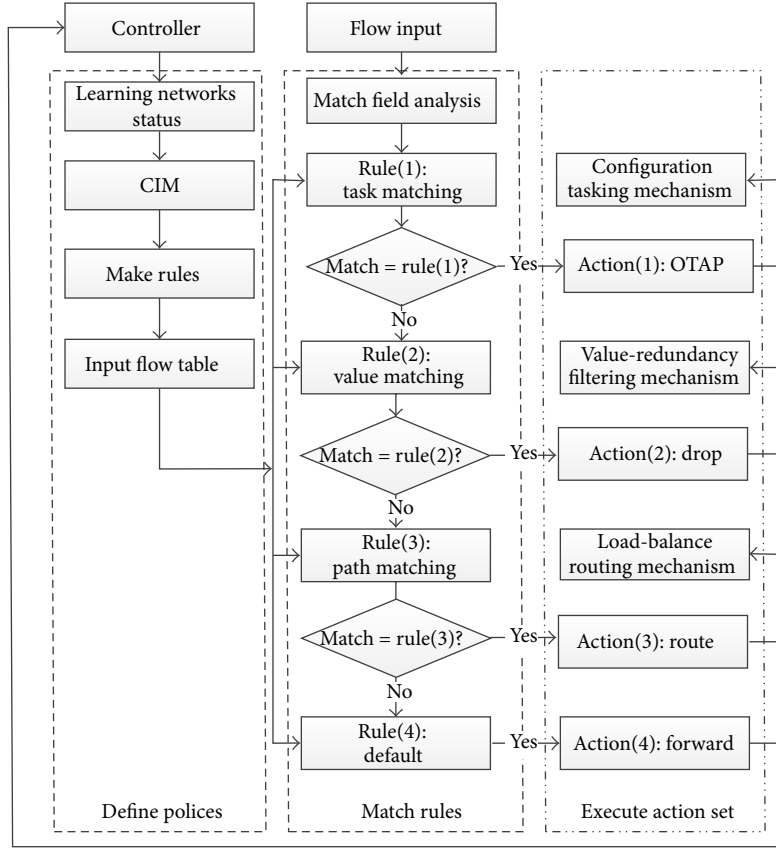 Controller
Learning networks
status
CIM
Make rules
Input flow table
Define polices
Flow input
Match field analysis
Rule(1):
task matching
Match = rule(1)?
Yes
No
Rule(2):
value matching
Match = rule(2)?
Yes
No
Rule(3):
path matching
Match = rule(3)?
Yes
No
Rule(4):
default
Yes
Match rules
Configuration
tasking mechanism
Action(1): OTAP
Value-redundancy
filtering mechanism
Action(2): drop
Load-balance
routing mechanism
Action(3): route
Action(4): forward
Execute action set